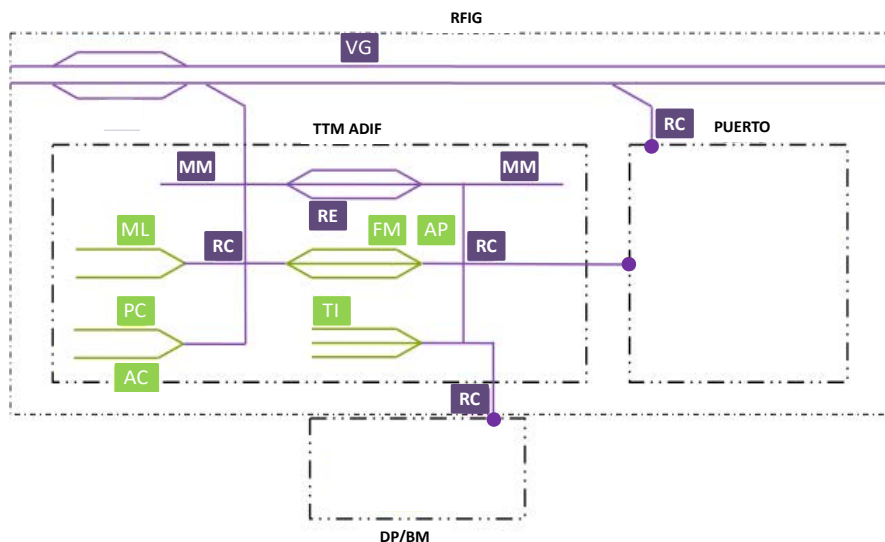 RFIG
VG
TTM ADIF
RC
PUERTO
MM
MM
RE
ML
FM
AP
RC
RC
PC
TI
AC
RC
DP/BM